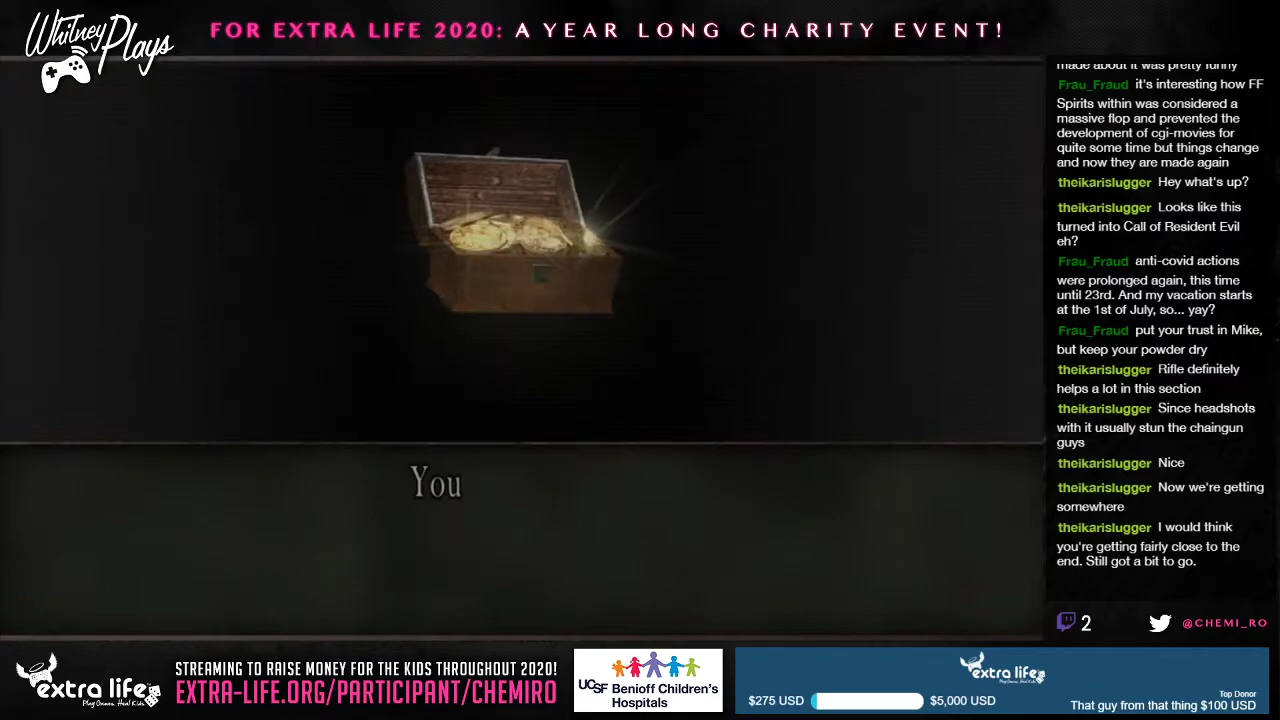 Whitney Plays
FOR EXTRA LIFE 2020: A YEAR LONG CHARITY EVENT!
made about it was pretty funny
Frau_Fraud it's interesting how FF
Spirits within was considered a
massive flop and prevented the
development of cgi-movies for
quite some time but things change
and now they are made again
theikarislugger Hey what's up?
theikarislugger Looks like this
turned into Call of Resident Evil
eh?
Frau_Fraud anti-covid actions
were prolonged again, this time
until 23rd. And my vacation starts
at the 1st of July, so... yay?
Frau_Fraud put your trust in Mike,
but keep your powder dry
theikarislugger Rifle definitely
helps a lot in this section
theikarislugger Since headshots
with it usually stun the chaingun
guys
theikarislugger Nice
theikarislugger Now we're getting
somewhere
theikarislugger I would think
you're getting fairly close to the
end. Still got a bit to go.
You
2
@CHEMI_RO
extra life
Play Games. Heal Kids.
STREAMING TO RAISE MONEY FOR THE KIDS THROUGHOUT 2020!
EXTRA-LIFE.ORG/PARTICIPANT/CHEMIRO
UCSF Benioff Children's
Hospitals
extra life
Play Games. Heal Kids.
$275 USD
$5,000 USD
Top Donor
That guy from that thing $100 USD